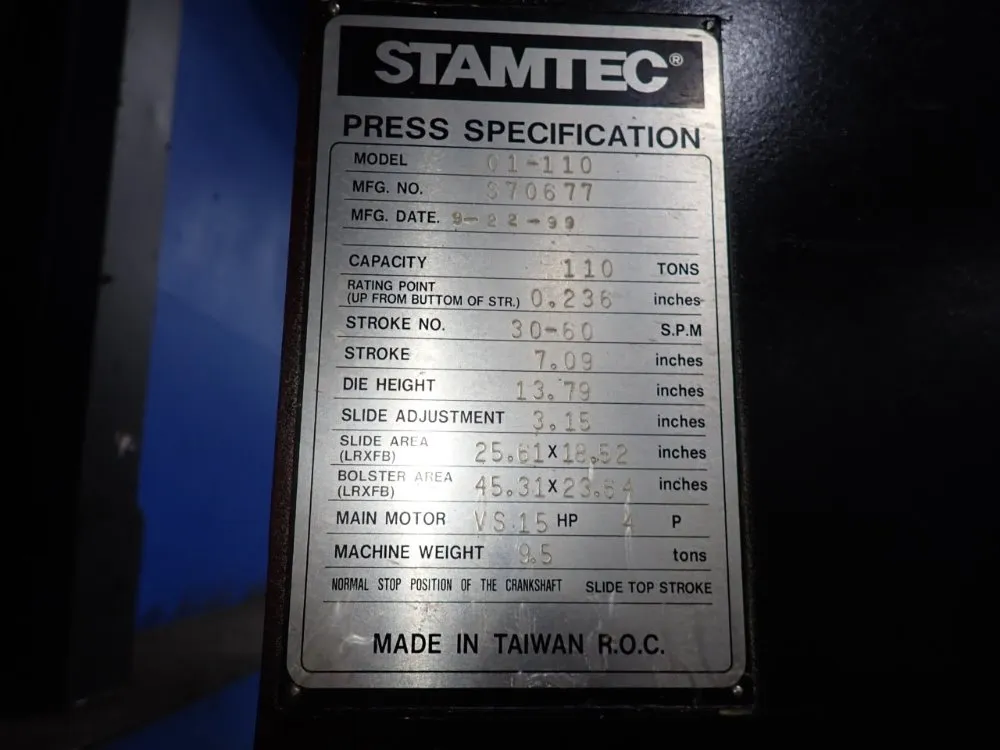 STAMTEC®
PRESS SPECIFICATION
MODEL 01-110
MFG. NO. S70677
MFG. DATE. 9-22-99
CAPACITY 110 TONS
RATING POINT
(UP FROM BUTTOM OF STR.) 0.236 inches
STROKE NO. 30-60 S.P.M
STROKE 7.09 inches
DIE HEIGHT 13.79 inches
SLIDE ADJUSTMENT 3.15 inches
SLIDE AREA
(LRXFB) 25.61 X 18.52 inches
BOLSTER AREA
(LRXFB) 45.31 X inches
MAIN MOTOR VS.15 HP 4 P
MACHINE WEIGHT 9.5 tons
NORMAL STOP POSITION OF THE CRANKSHAFT SLIDE TOP STROKE
MADE IN TAIWAN R.O.C.